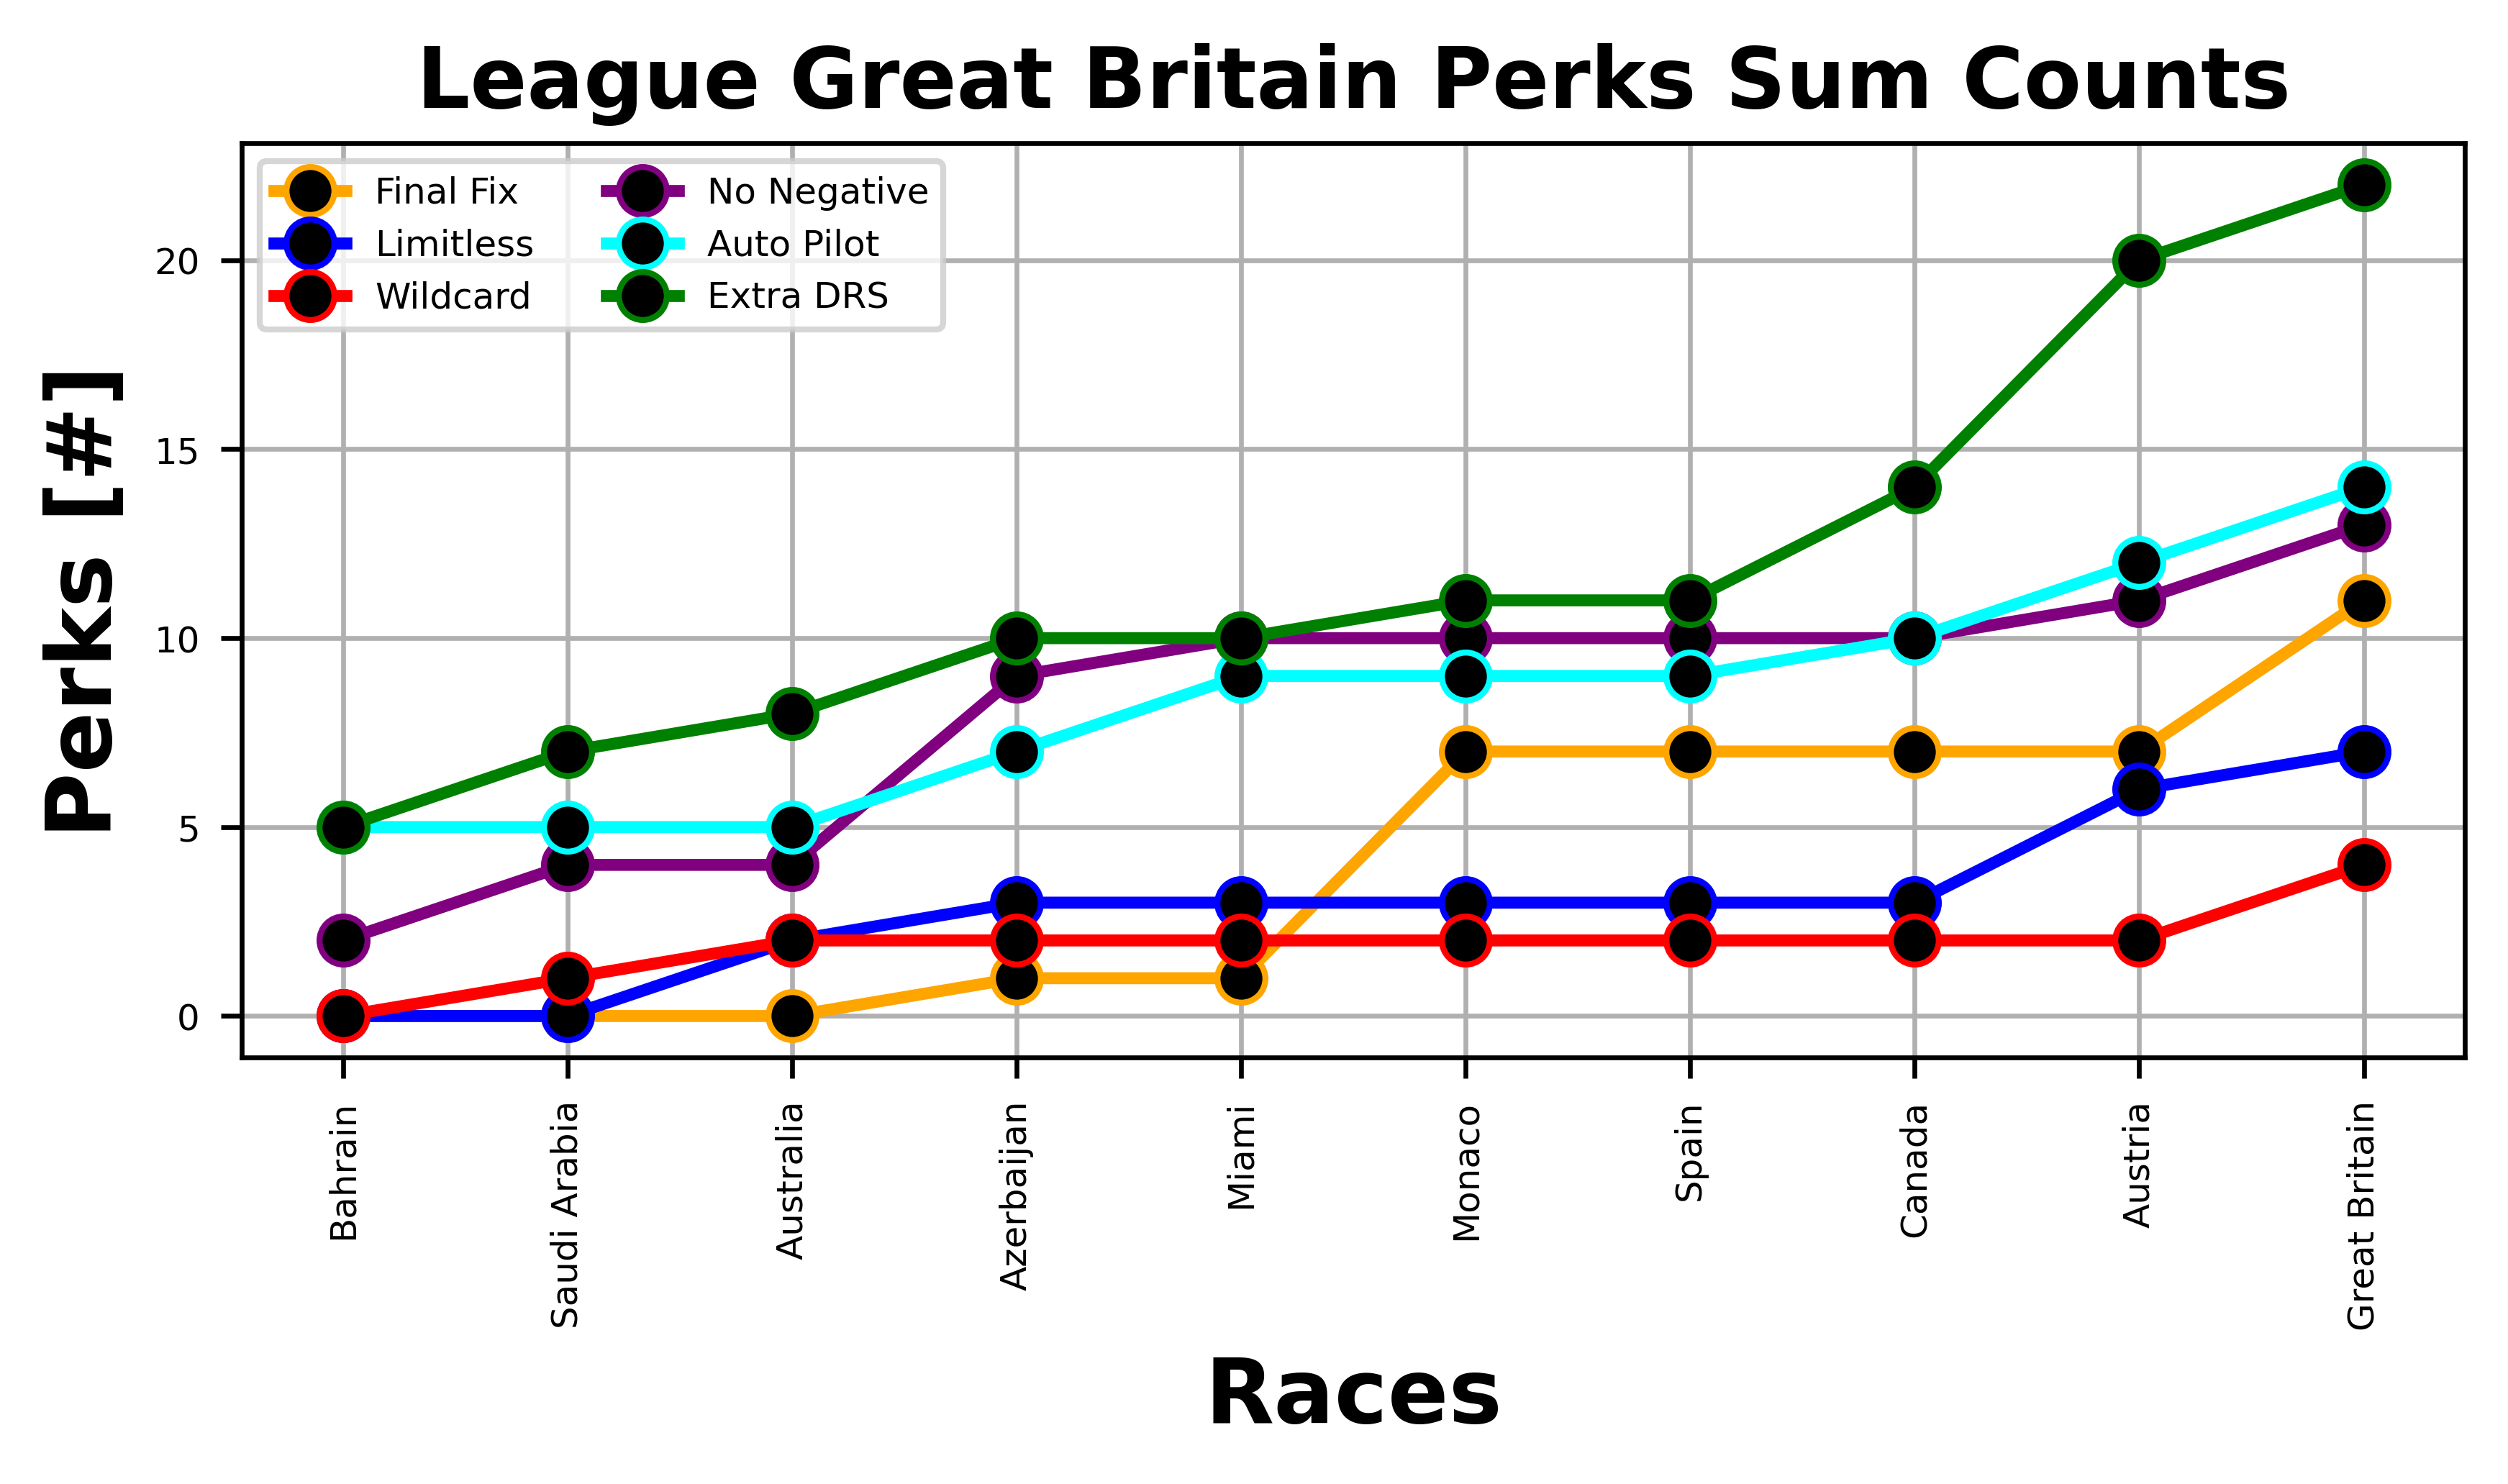 League Great Britain Perks Sum Counts
Final Fix
Limitless
Wildcard
No Negative
Auto Pilot
Extra DRS
Perks [#]
20
15
10
5
0
Bahrain
Saudi Arabia
Australia
Azerbaijan
Miami
Monaco
Spain
Canada
Austria
Great Britain
Races